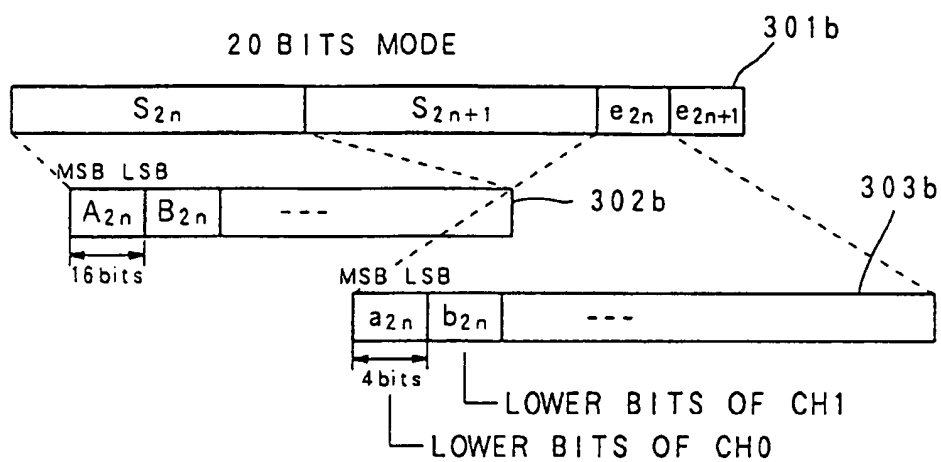 301b
20 BITS MODE
S2n S2n+1 e2n e2n+1
MSB LSB
A2n B2n --- 302b
303b
16bits
MSB LSB
a2n b2n ---
4bits
LOWER BITS OF CH1
LOWER BITS OF CH0